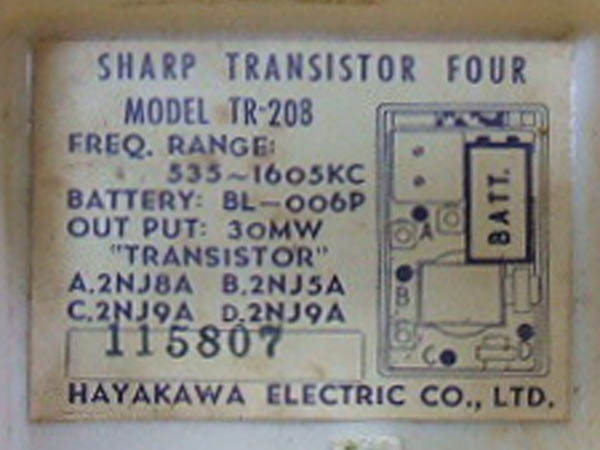 SHARP TRANSISTOR FOUR
MODEL TR-208
FREQ. RANGE:
535~1605KC
BATTERY: BL-006P
OUT PUT: 30MW
"TRANSISTOR"
A.2NJ8A B.2NJ5A
C.2NJ9A D.2NJ9A
115807
HAYAKAWA ELECTRIC CO., LTD.
BATT.
A
B
C